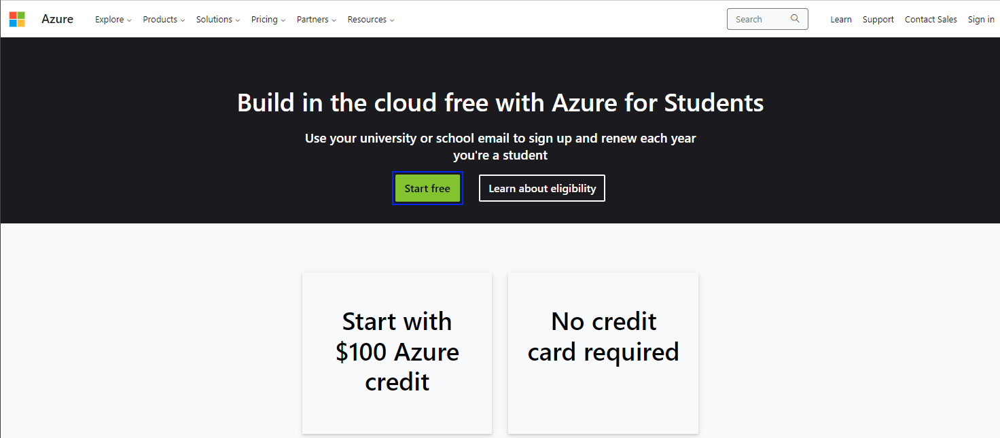 Azure Explore Products Solutions Pricing Partners Resources Search Learn Support Contact Sales Sign in
Build in the cloud free with Azure for Students
Use your university or school email to sign up and renew each year
you're a student
Start free Learn about eligibility
Start with
$100 Azure
credit
No credit
card required